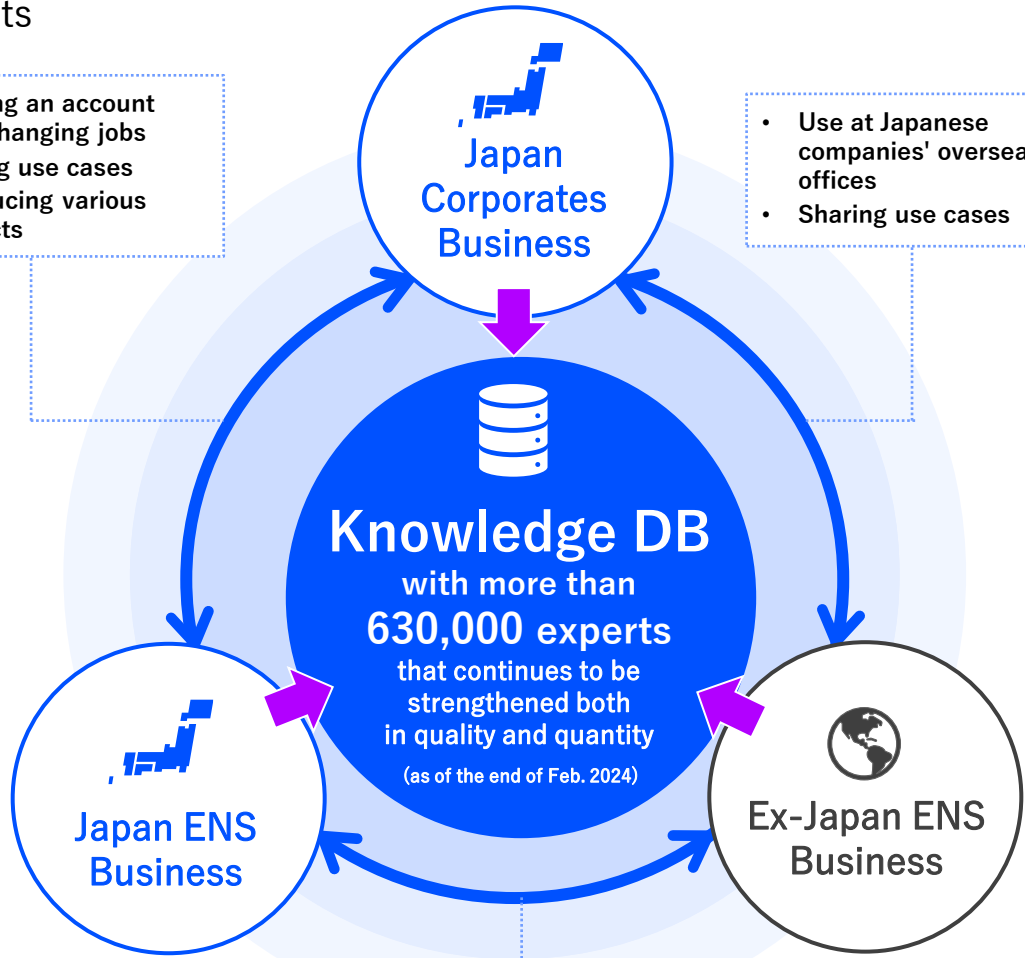 ts
ng an account
hanging jobs
g use cases
ucing various
cts
Japan
Corporates
Business
• Use at Japanese
companies' oversea
offices
• Sharing use cases
Knowledge DB
with more than
630,000 experts
that continues to be
strengthened both
in quality and quantity
(as of the end of Feb. 2024)
Japan ENS
Business
Ex-Japan ENS
Business